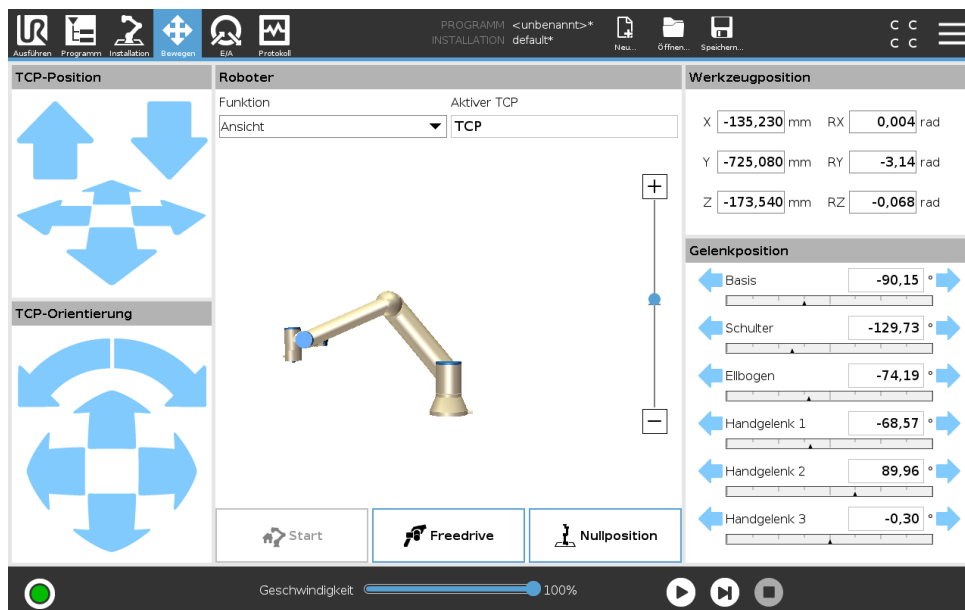 UR
PROGRAMM <unbenannt>*
INSTALLATION default*
C C
C C
Ausführen Programm Installation Bewegen E/A Protokoll Neu... Öffnen... Speichern...
TCP-Position
Roboter
Werkzeugposition
Funktion Aktiver TCP
Ansicht TCP
X -135,230 mm RX 0,004 rad
Y -725,080 mm RY -3,14 rad
Z -173,540 mm RZ -0,068 rad
Gelenkposition
Basis -90,15 °
TCP-Orientierung
Schulter -129,73 °
Ellbogen -74,19 °
Handgelenk 1 -68,57 °
Handgelenk 2 89,96 °
Handgelenk 3 -0,30 °
Start Freedrive Nullposition
Geschwindigkeit 100%